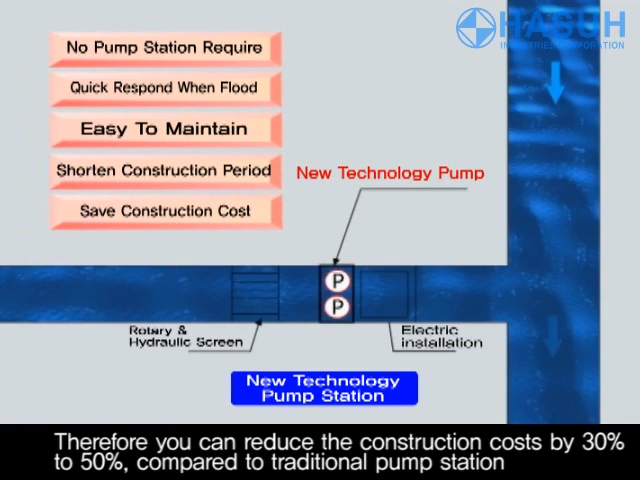 HASUH
INDUSTRIES CORPORATION
No Pump Station Require
Quick Respond When Flood
Easy To Maintain
Shorten Construction Period
Save Construction Cost
New Technology Pump
P
P
Rotary &
Hydraulic Screen
Electric
installation
New Technology
Pump Station
Therefore you can reduce the construction costs by 30%
to 50%, compared to traditional pump station